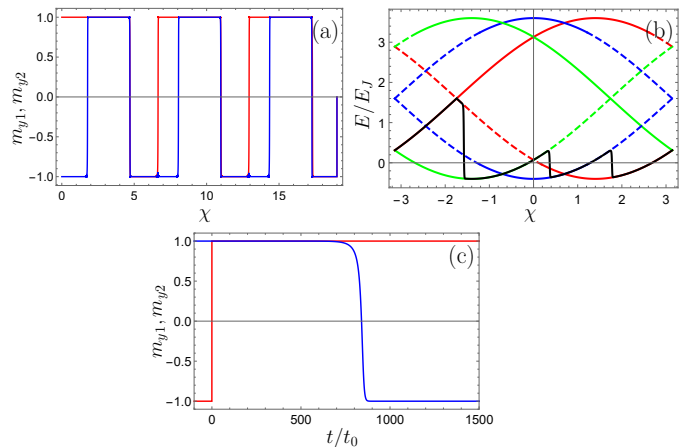 (a)
m_{y1}, m_{y2}
1.0
0.5
0.0
−0.5
−1.0
0 5 10 15
χ
(b)
E/E_J
3
2
1
0
−3 −2 −1 0 1 2 3
χ
(c)
m_{y1}, m_{y2}
1.0
0.5
0.0
−0.5
−1.0
0 500 1000 1500
t/t_0